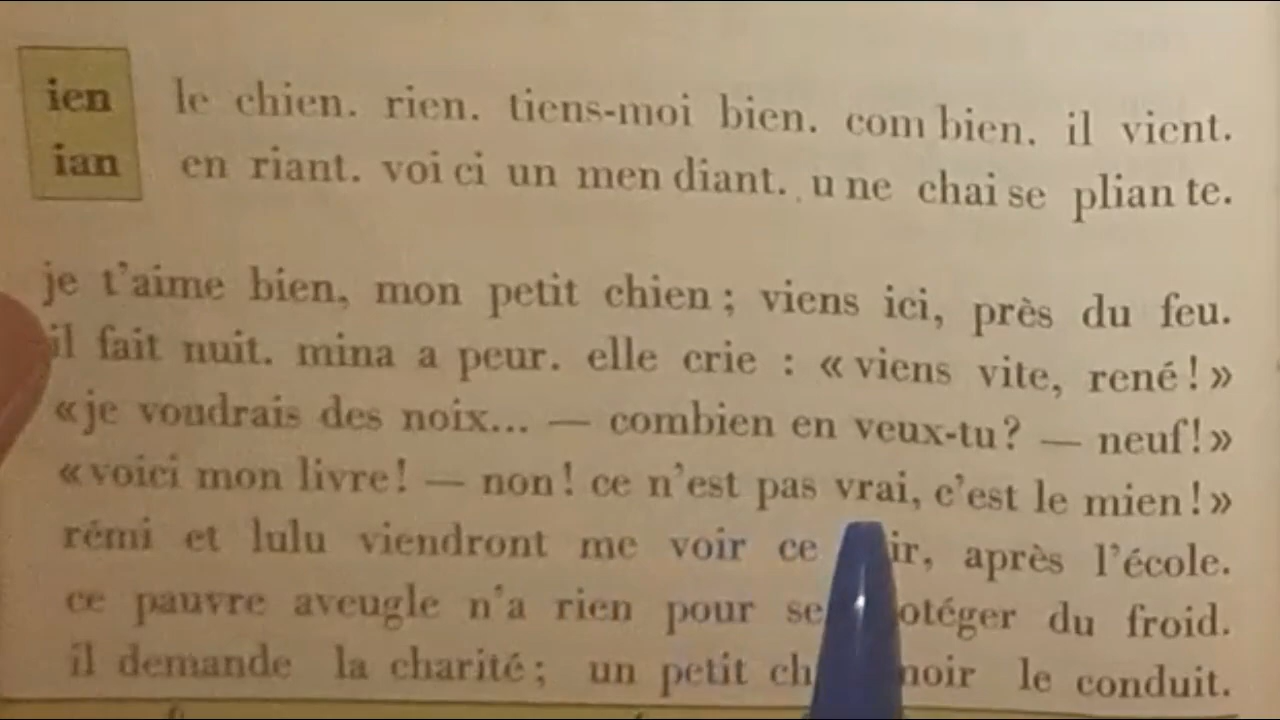 ien le chien. rien. tiens-moi bien. com bien. il vient.
ian en riant. voi ci un men diant. u ne chai se plian te.
je t'aime bien, mon petit chien ; viens ici, près du feu.
il fait nuit. mina a peur. elle crie : « viens vite, rené ! »
« je voudrais des noix... — combien en veux-tu ? — neuf ! »
« voici mon livre ! — non ! ce n'est pas vrai, c'est le mien ! »
rémi et lulu viendront me voir ce ir, après l'école.
ce pauvre aveugle n'a rien pour se otéger du froid.
il demande la charité ; un petit ch noir le conduit.